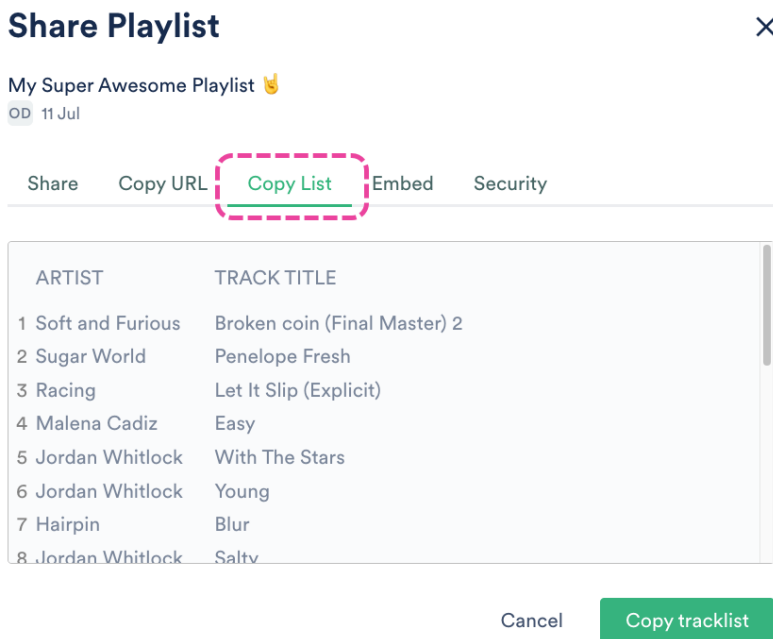 Share Playlist
My Super Awesome Playlist 🤘
OD 11 Jul
Share Copy URL Copy List Embed Security
ARTIST TRACK TITLE
1 Soft and Furious Broken coin (Final Master) 2
2 Sugar World Penelope Fresh
3 Racing Let It Slip (Explicit)
4 Malena Cadiz Easy
5 Jordan Whitlock With The Stars
6 Jordan Whitlock Young
7 Hairpin Blur
8 Jordan Whitlock Salty
Cancel Copy tracklist